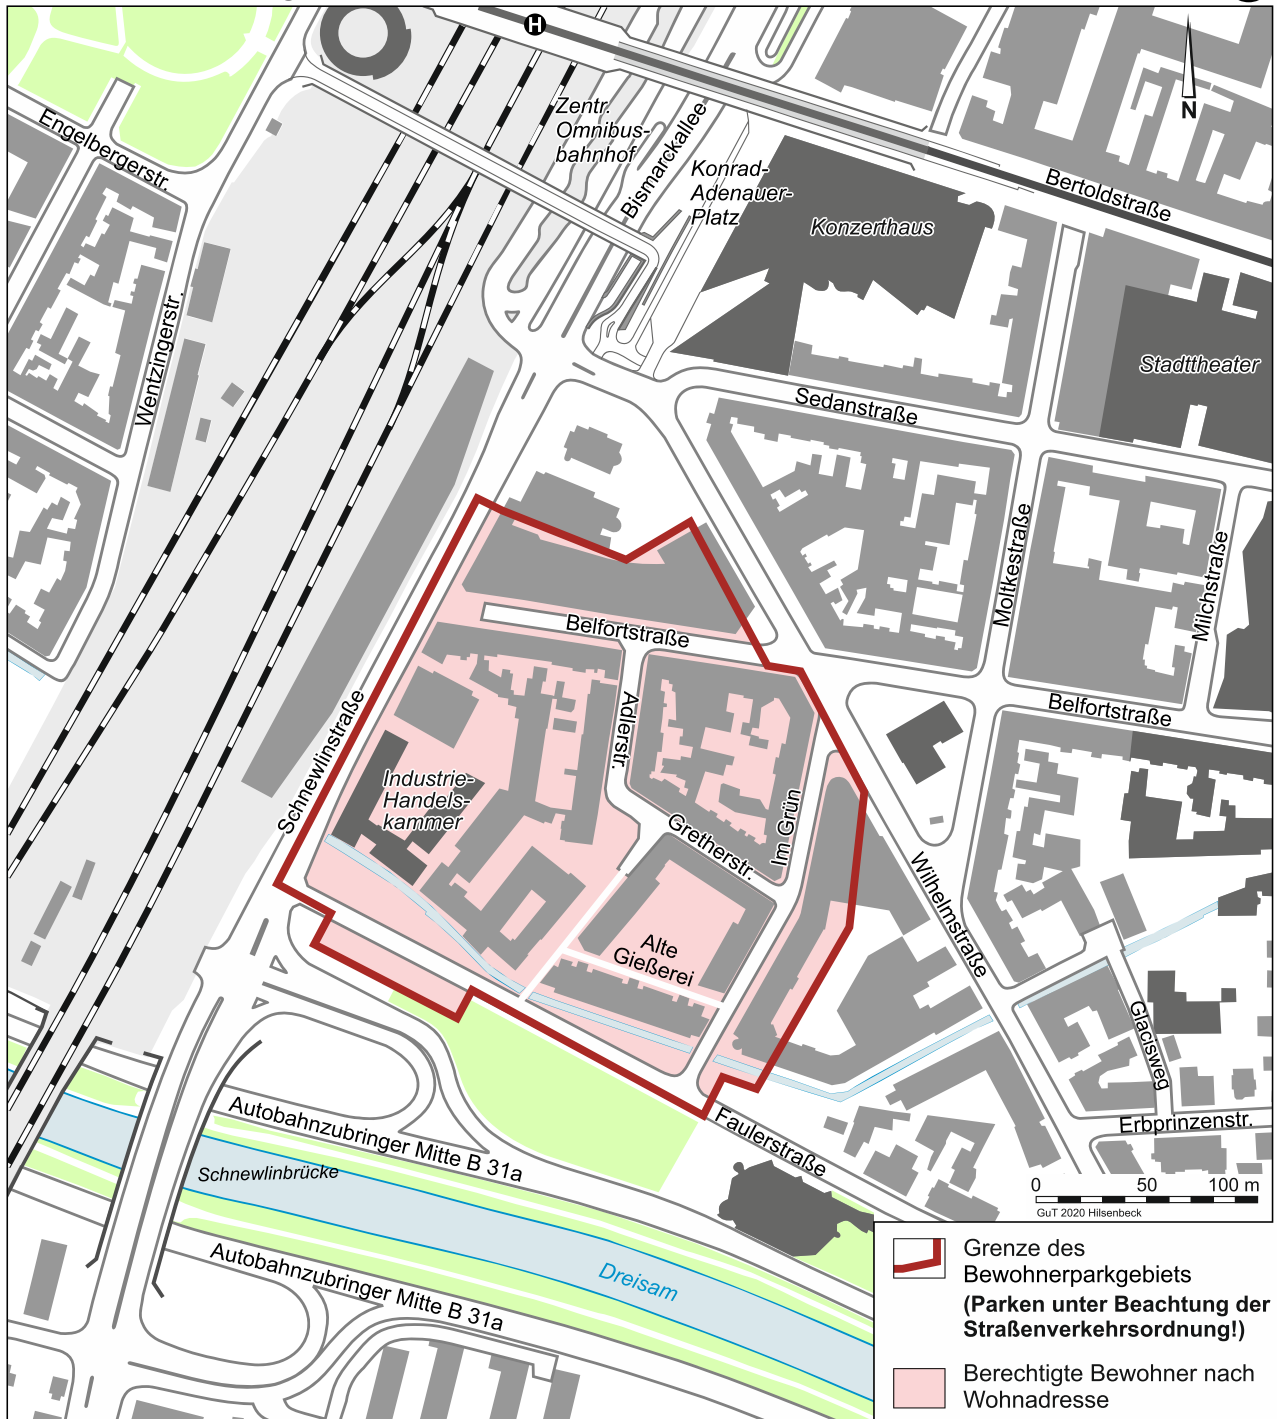 H
N
Zentr.
Omnibus-
bahnhof
Bismarckallee
Konrad-
Adenauer-
Platz
Engelbergerstr.
Bertoldstraße
Konzerthaus
Wentzingerstr.
Stadttheater
Sedanstraße
Moltkestraße
Milchstraße
Belfortstraße
Adlerstr.
Belfortstraße
Schnewlinstraße
Industrie-
Handels-
kammer
Gretherstr.
Im Grün
Wilhelmstraße
Alte
Gießerei
Glacisweg
Erbprinzenstr.
Autobahnzubringer Mitte B 31a
Faulerstraße
Schnewlinbrücke
0 50 100 m
GuT 2020 Hilsenbeck
Autobahnzubringer Mitte B 31a
Dreisam
Grenze des
Bewohnerparkgebiets
(Parken unter Beachtung der
Straßenverkehrsordnung!)
Berechtigte Bewohner nach
Wohnadresse